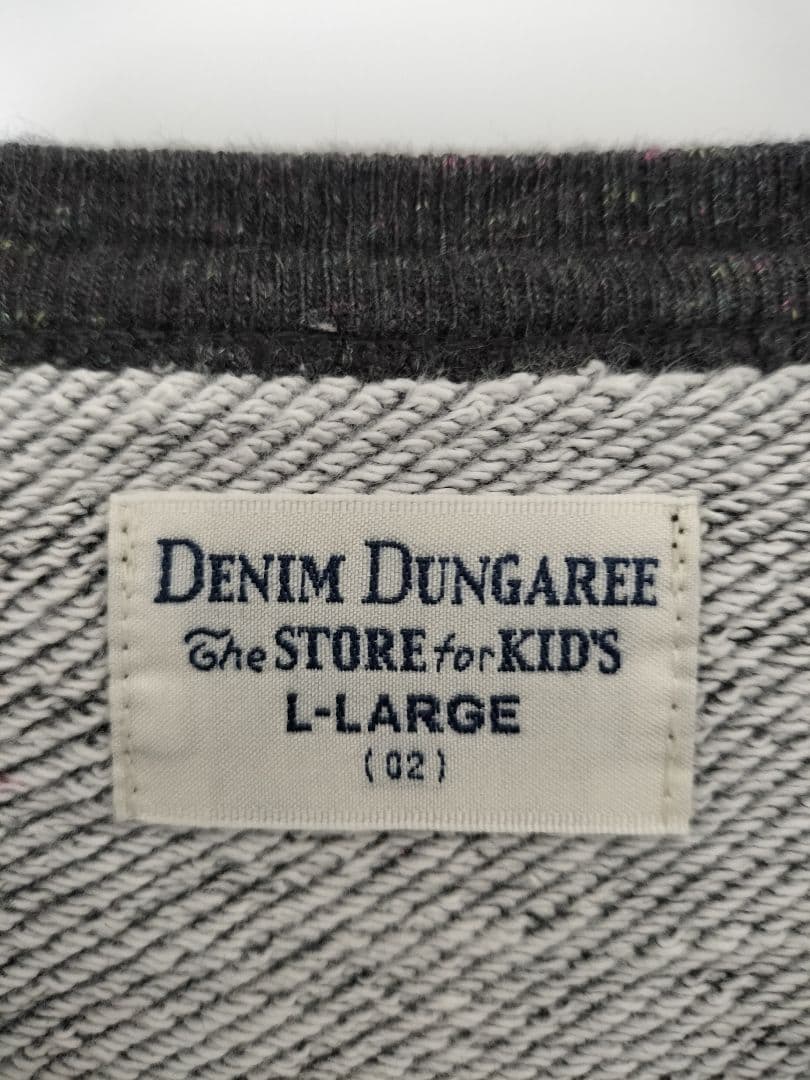 DENIM DUNGAREE
The STORE for KID'S
L-LARGE
(02)